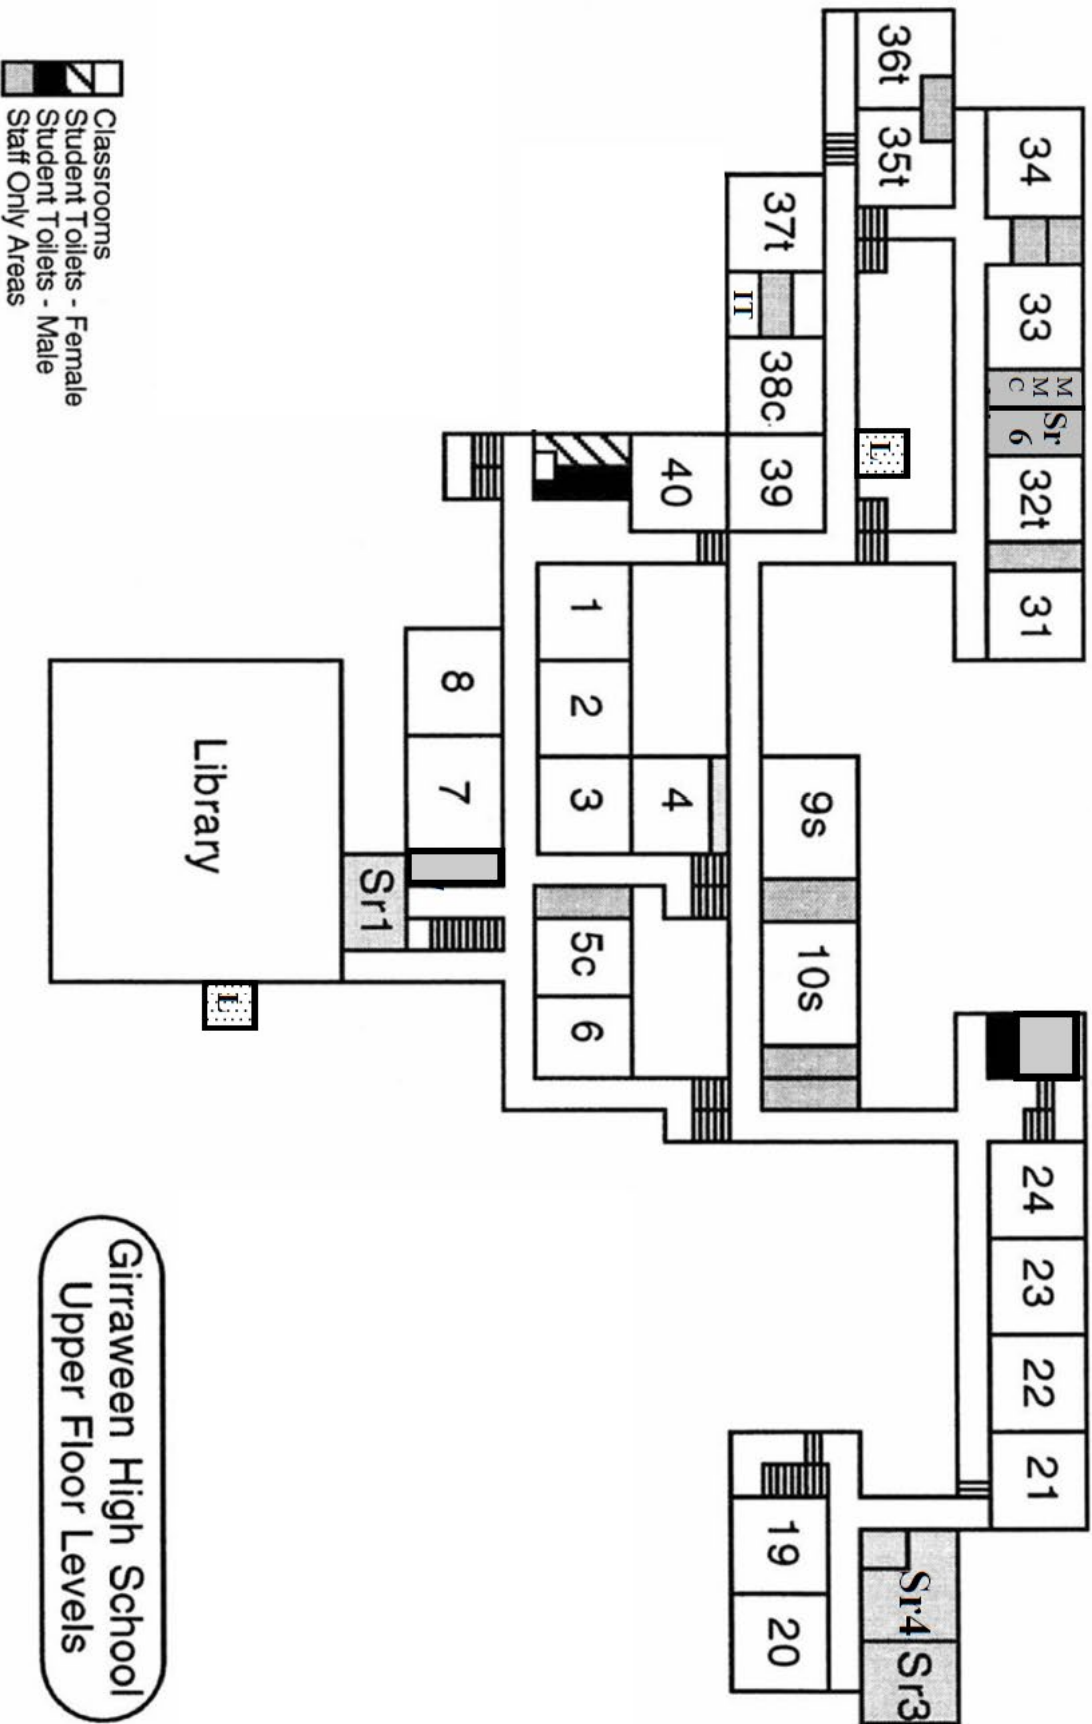 34
33
M
M
C
Sr
6
32t
31
24
23
22
21
36t
35t
L
Sr4
Sr3
37t
IT
38c
39
9s
10s
19
20
40
4
1
2
3
5c
6
8
7
Sr1
Library
L
Classrooms
Student Toilets - Female
Student Toilets - Male
Staff Only Areas
Girraween High School
Upper Floor Levels